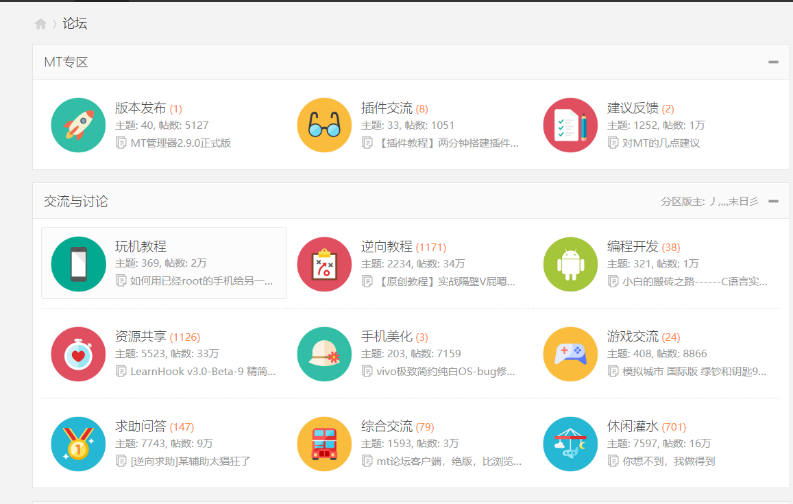 论坛
MT专区
版本发布 (1)
主题: 40, 帖数: 5127
MT管理器2.9.0正式版
插件交流 (8)
主题: 33, 帖数: 1051
【插件教程】两分钟搭建插件...
建议反馈 (2)
主题: 1252, 帖数: 1万
对MT的几点建议
交流与讨论
分区版主: 丿,,,,末日彡
玩机教程
主题: 369, 帖数: 2万
如何用已经root的手机给另一...
逆向教程 (1171)
主题: 2234, 帖数: 34万
【原创教程】实战隔壁V屁嗯...
编程开发 (38)
主题: 321, 帖数: 1万
小白的搬砖之路------C语言实...
资源共享 (1126)
主题: 5523, 帖数: 33万
LearnHook v3.0-Beta-9 精简...
手机美化 (3)
主题: 203, 帖数: 7159
vivo极致简约纯白OS-bug修...
游戏交流 (24)
主题: 408, 帖数: 8866
模拟城市 国际版 绿钞和钥匙9...
求助问答 (147)
主题: 7743, 帖数: 9万
[逆向求助]某辅助太猖狂了
综合交流 (79)
主题: 1593, 帖数: 3万
mt论坛客户端，绝版，比浏览...
休闲灌水 (701)
主题: 7597, 帖数: 16万
你想不到，我做得到